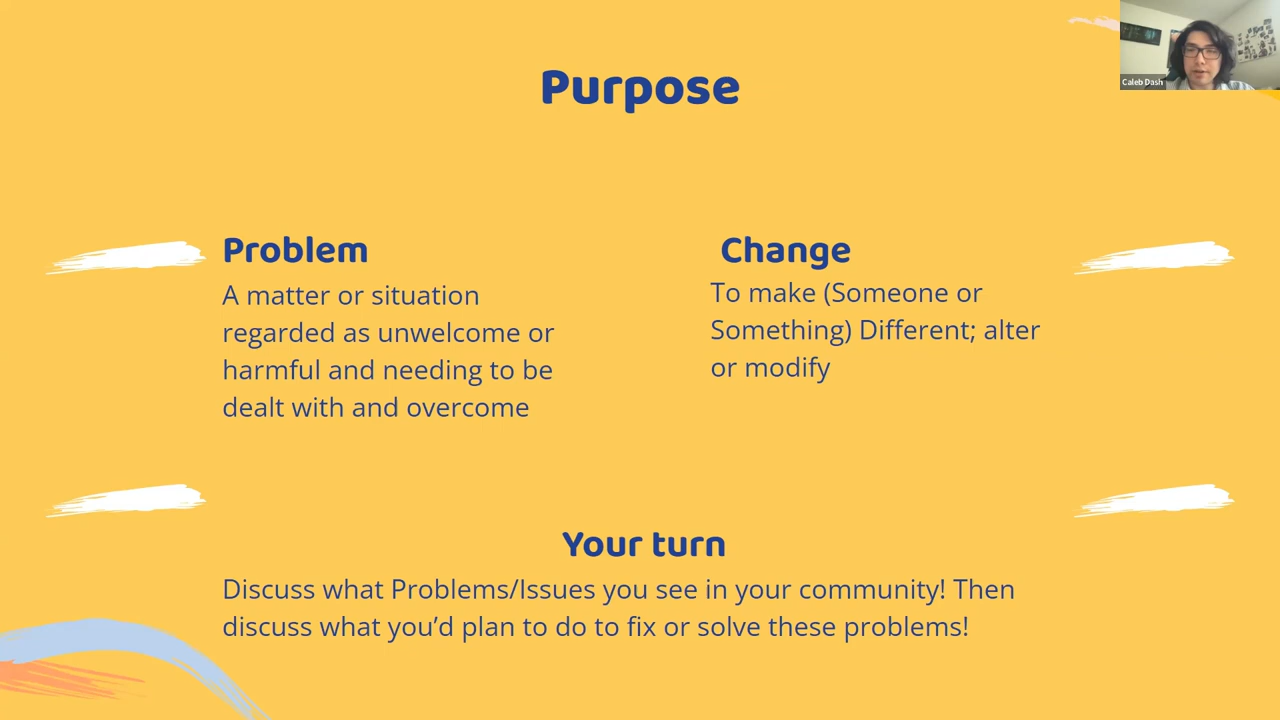 Purpose
Caleb Dash
Problem
A matter or situation
regarded as unwelcome or
harmful and needing to be
dealt with and overcome
Change
To make (Someone or
Something) Different; alter
or modify
Your turn
Discuss what Problems/Issues you see in your community! Then
discuss what you’d plan to do to fix or solve these problems!